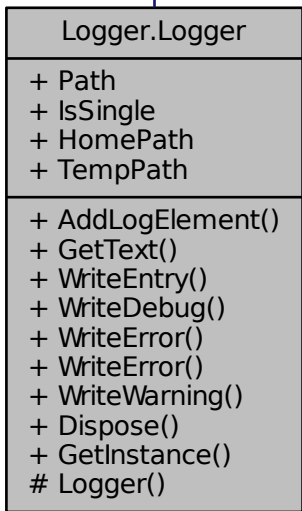 Logger.Logger
+ Path
+ IsSingle
+ HomePath
+ TempPath
+ AddLogElement()
+ GetText()
+ WriteEntry()
+ WriteDebug()
+ WriteError()
+ WriteError()
+ WriteWarning()
+ Dispose()
+ GetInstance()
# Logger()